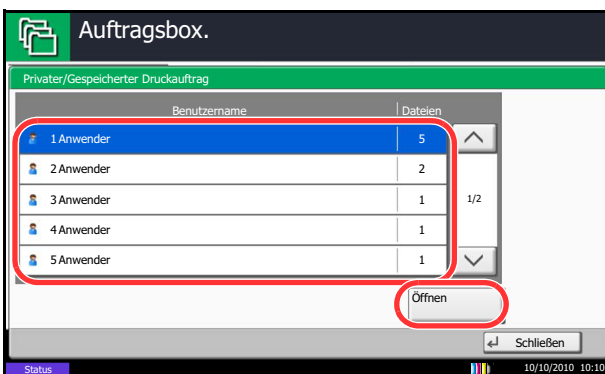 Auftragsbox.
Privater/Gespeicherter Druckauftrag
Benutzername Dateien
1 Anwender 5
2 Anwender 2
3 Anwender 1
1/2
4 Anwender 1
5 Anwender 1
Öffnen
Schließen
Status 10/10/2010 10:10